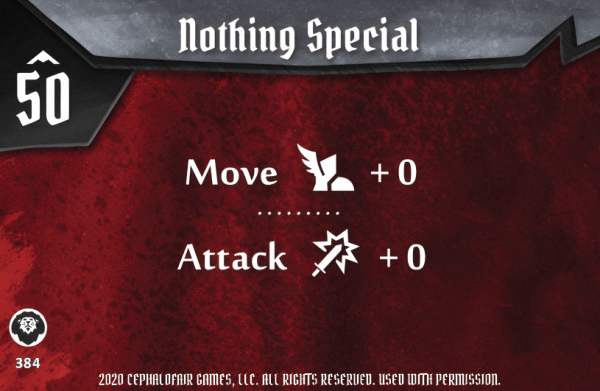 Nothing Special
50
Move + 0
Attack + 0
384
2020 CEPHALOFAIR GAMES, LLC. ALL RIGHTS RESERVED. USED WITH PERMISSION.